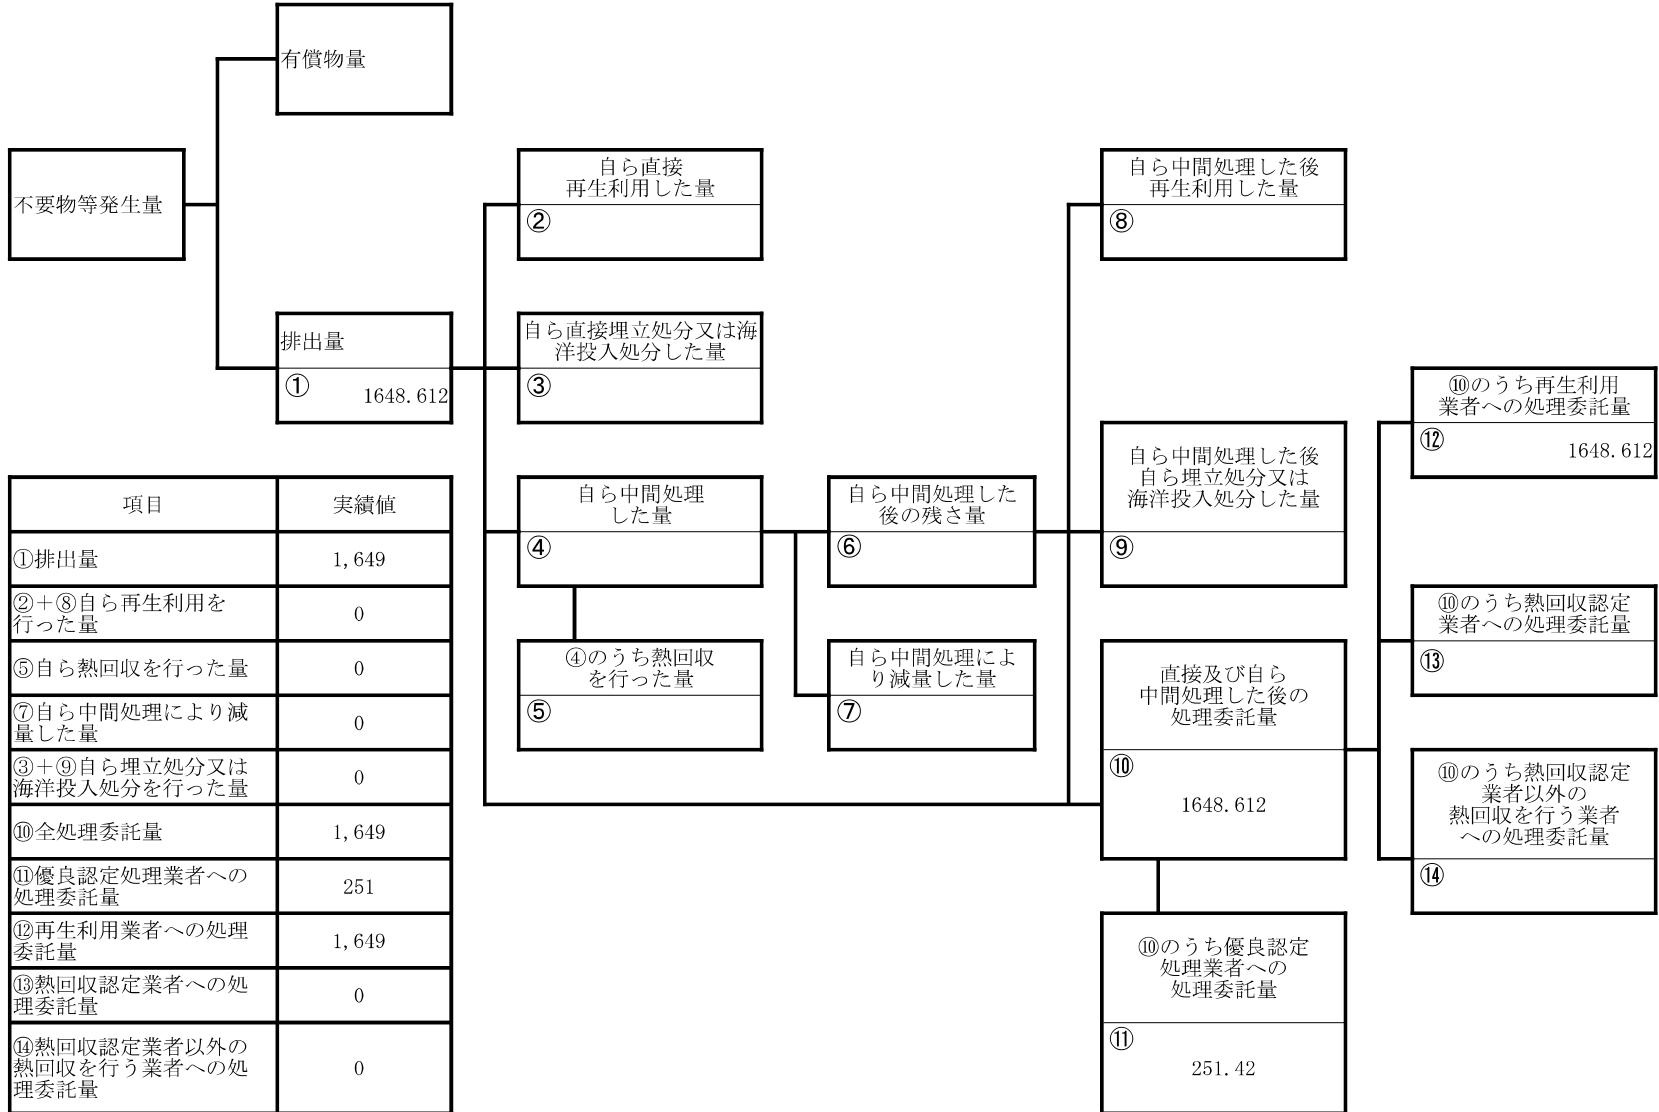 有償物量
不要物等発生量
排出量
①
1648.612
自ら直接
再生利用した量
②
自ら直接埋立処分又は海
洋投入処分した量
③
自ら中間処理
した量
④
④のうち熱回収
を行った量
⑤
自ら中間処理した
後の残さ量
⑥
自ら中間処理によ
り減量した量
⑦
自ら中間処理した後
再生利用した量
⑧
自ら中間処理した後
自ら埋立処分又は
海洋投入処分した量
⑨
直接及び自ら
中間処理した後の
処理委託量
⑩
1648.612
⑩のうち優良認定
処理業者への
処理委託量
⑪
251.42
⑩のうち再生利用
業者への処理委託量
⑫
1648.612
⑩のうち熱回収認定
業者への処理委託量
⑬
⑩のうち熱回収認定
業者以外の
熱回収を行う業者
への処理委託量
⑭
項目 実績値
①排出量 1,649
②＋⑧自ら再生利用を
行った量 0
⑤自ら熱回収を行った量 0
⑦自ら中間処理により減
量した量 0
③＋⑨自ら埋立処分又は
海洋投入処分を行った量 0
⑩全処理委託量 1,649
⑪優良認定処理業者への
処理委託量 251
⑫再生利用業者への処理
委託量 1,649
⑬熱回収認定業者への処
理委託量 0
⑭熱回収認定業者以外の
熱回収を行う業者への処
理委託量 0